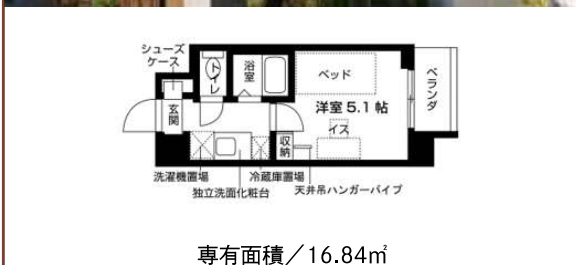 シューズ
ケース
トイレ
浴室
ベッド
ベランダ
洋室 5.1 帖
玄関
イス
収納
洗濯機置場
冷蔵庫置場
独立洗面化粧台
天井吊ハンガーパイプ
専有面積／16.84㎡